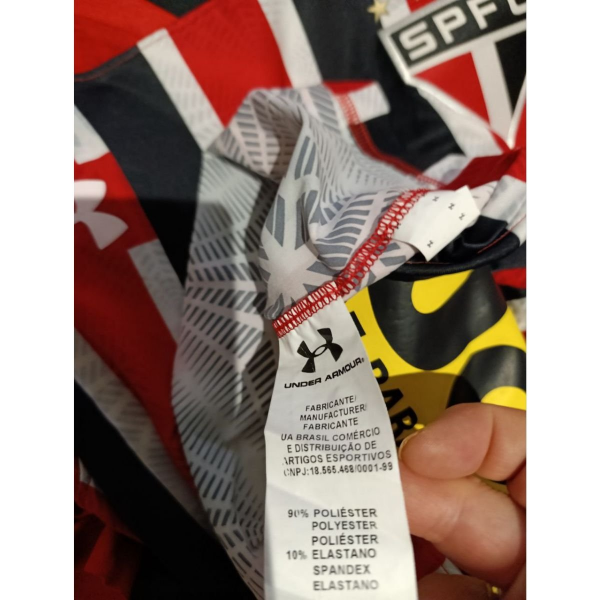 SPFC
UNDER ARMOUR
FABRICANTE/
MANUFACTURER/
FABRICANTE
UA BRASIL COMÉRCIO
E DISTRIBUIÇÃO DE
ARTIGOS ESPORTIVOS
CNPJ:18.565.468/0001-99
90% POLIÉSTER
POLYESTER
POLIÉSTER
10% ELASTANO
SPANDEX
ELASTANO